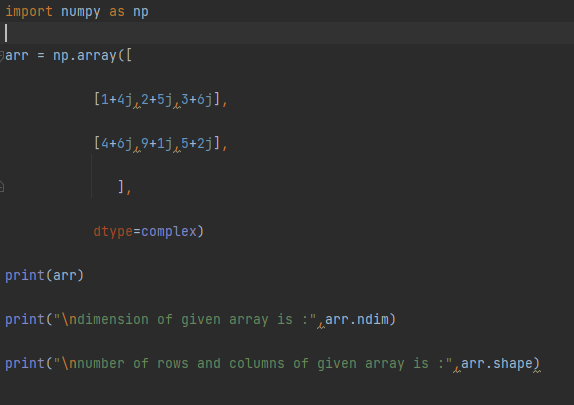 import numpy as np
arr = np.array([
[1+4j,2+5j,3+6j],
[4+6j,9+1j,5+2j],
],
dtype=complex)
print(arr)
print("\ndimension of given array is :",arr.ndim)
print("\nnumber of rows and columns of given array is :",arr.shape)